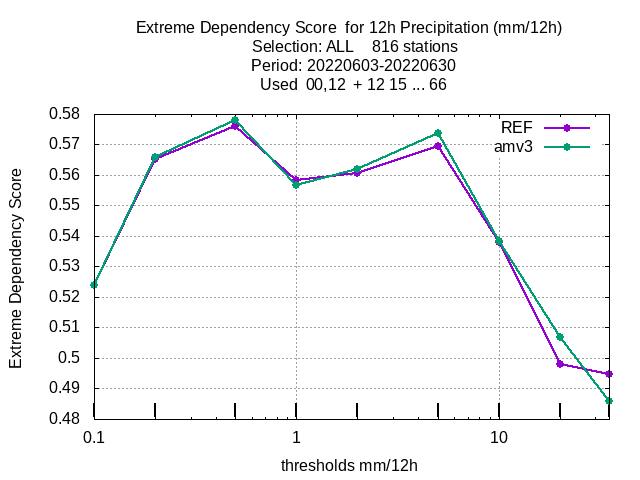 Extreme Dependency Score  for 12h Precipitation (mm/12h)
Selection: ALL    816 stations
Period: 20220603-20220630
Used  00,12  + 12 15 ... 66
REF
amv3
0.58
0.57
0.56
0.55
0.54
0.53
0.52
0.51
0.5
0.49
0.48
Extreme Dependency Score
0.1
1
10
thresholds mm/12h